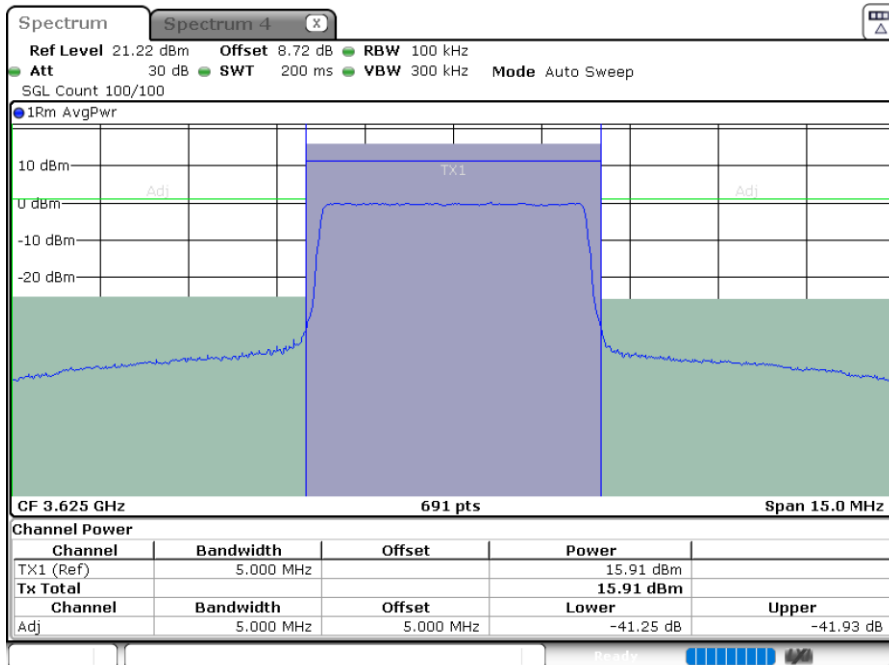 Spectrum Spectrum 4 X
Ref Level 21.22 dBm Offset 8.72 dB RBW 100 kHz
Att 30 dB SWT 200 ms VBW 300 kHz Mode Auto Sweep
SGL Count 100/100
1Rm AvgPwr
10 dBm
TX1
Adj Adj
0 dBm
-10 dBm
-20 dBm
CF 3.625 GHz 691 pts Span 15.0 MHz
Channel Power
Channel Bandwidth Offset Power
TX1 (Ref) 5.000 MHz 15.91 dBm
Tx Total 15.91 dBm
Channel Bandwidth Offset Lower Upper
Adj 5.000 MHz 5.000 MHz -41.25 dB -41.93 dB
Ready